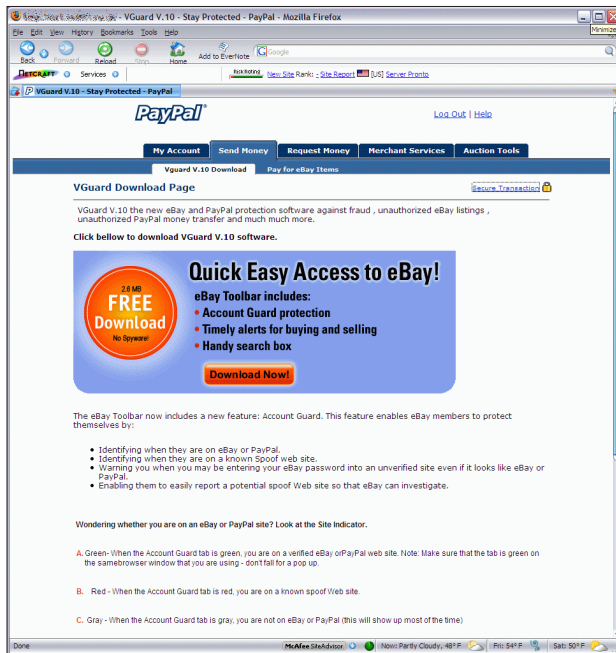 - VGuard V.10 - Stay Protected - PayPal - Mozilla Firefox
Minimize
File Edit View History Bookmarks Tools Help
Back Forward Reload Stop Home Add to EverNote Google
NETCRAFT Services Risk Rating New Site Rank: - Site Report [US] Server Pronto
VGuard V.10 - Stay Protected - PayPal
PayPal®
Log Out | Help
My Account Send Money Request Money Merchant Services Auction Tools
Vguard V.10 Download Pay for eBay Items
VGuard Download Page
Secure Transaction
VGuard V.10 the new eBay and PayPal protection software against fraud , unauthorized eBay listings ,
unauthorized PayPal money transfer and much much more.
Click bellow to download VGuard V.10 software.
2.6 MB
FREE
Download
No Spyware!
Quick Easy Access to eBay!
eBay Toolbar includes:
• Account Guard protection
• Timely alerts for buying and selling
• Handy search box
Download Now!
The eBay Toolbar now includes a new feature: Account Guard. This feature enables eBay members to protect
themselves by:
• Identifying when they are on eBay or PayPal.
• Identifying when they are on a known Spoof web site.
• Warning you when you may be entering your eBay password into an unverified site even if it looks like eBay or
PayPal.
• Enabling them to easily report a potential spoof Web site so that eBay can investigate.
Wondering whether you are on an eBay or PayPal site? Look at the Site Indicator.
A. Green- When the Account Guard tab is green, you are on a verified eBay orPayPal web site. Note: Make sure that the tab is green on
the samebrowser window that you are using - don't fall for a pop up.
B. Red - When the Account Guard tab is red, you are on a known spoof Web site.
C. Gray - When the Account Guard tab is gray, you are not on eBay or PayPal (this will show up most of the time)
Done McAfee SiteAdvisor Now: Partly Cloudy, 48° F Fri: 54° F Sat: 50° F